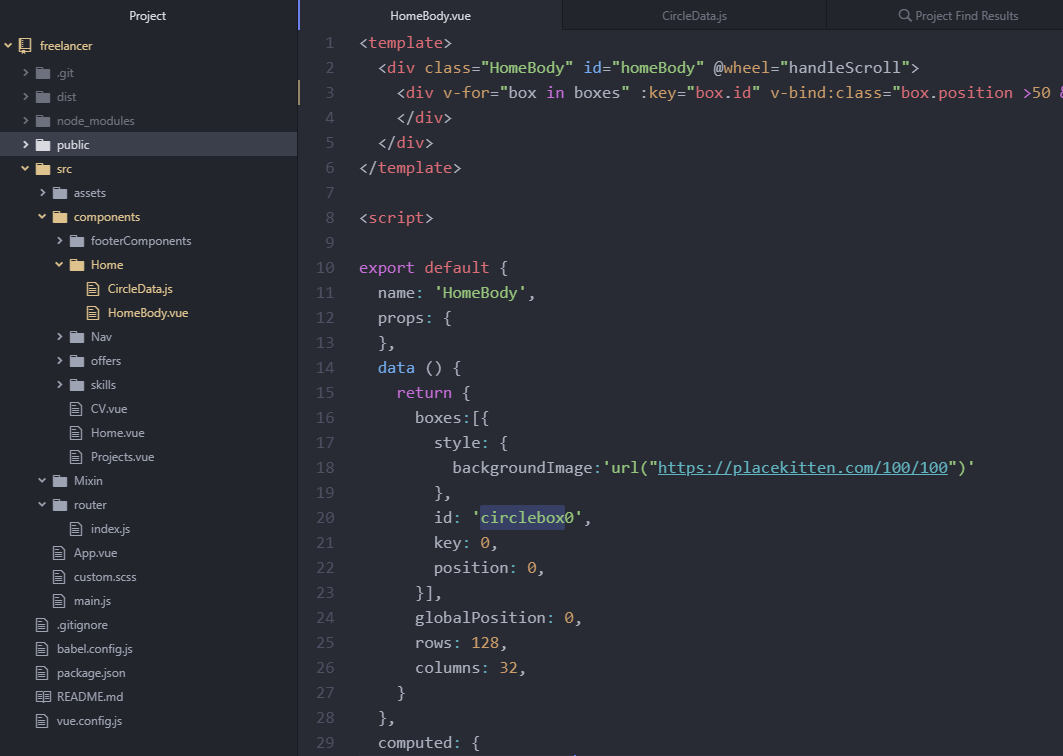 Project
freelancer
.git
dist
node_modules
public
src
assets
components
footerComponents
Home
CircleData.js
HomeBody.vue
Nav
offers
skills
CV.vue
Home.vue
Projects.vue
Mixin
router
index.js
App.vue
custom.scss
main.js
.gitignore
babel.config.js
package.json
README.md
vue.config.js
HomeBody.vue
CircleData.js
Project Find Results
1 <template>
2 <div class="HomeBody" id="homeBody" @wheel="handleScroll">
3 <div v-for="box in boxes" :key="box.id" v-bind:class="box.position >50 &
4 </div>
5 </div>
6 </template>
7
8 <script>
9
10 export default {
11 name: 'HomeBody',
12 props: {
13 },
14 data () {
15 return {
16 boxes:[{
17 style: {
18 backgroundImage:'url("https://placekitten.com/100/100")'
19 },
20 id: 'circlebox0',
21 key: 0,
22 position: 0,
23 }],
24 globalPosition: 0,
25 rows: 128,
26 columns: 32,
27 }
28 },
29 computed: {